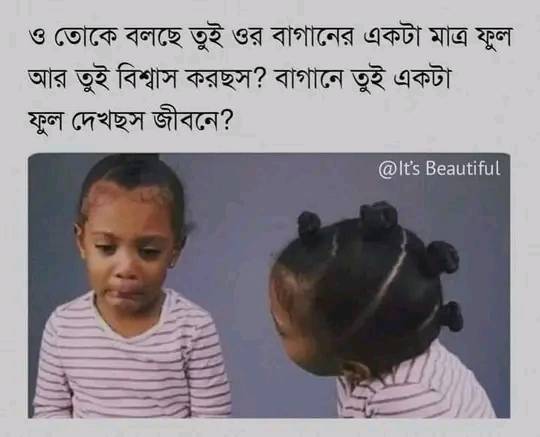 ও তোকে বলছে তুই ওর বাগানের একটা মাত্র ফুল
আর তুই বিশ্বাস করছস? বাগানে তুই একটা
ফুল দেখছস জীবনে?
@It's Beautiful